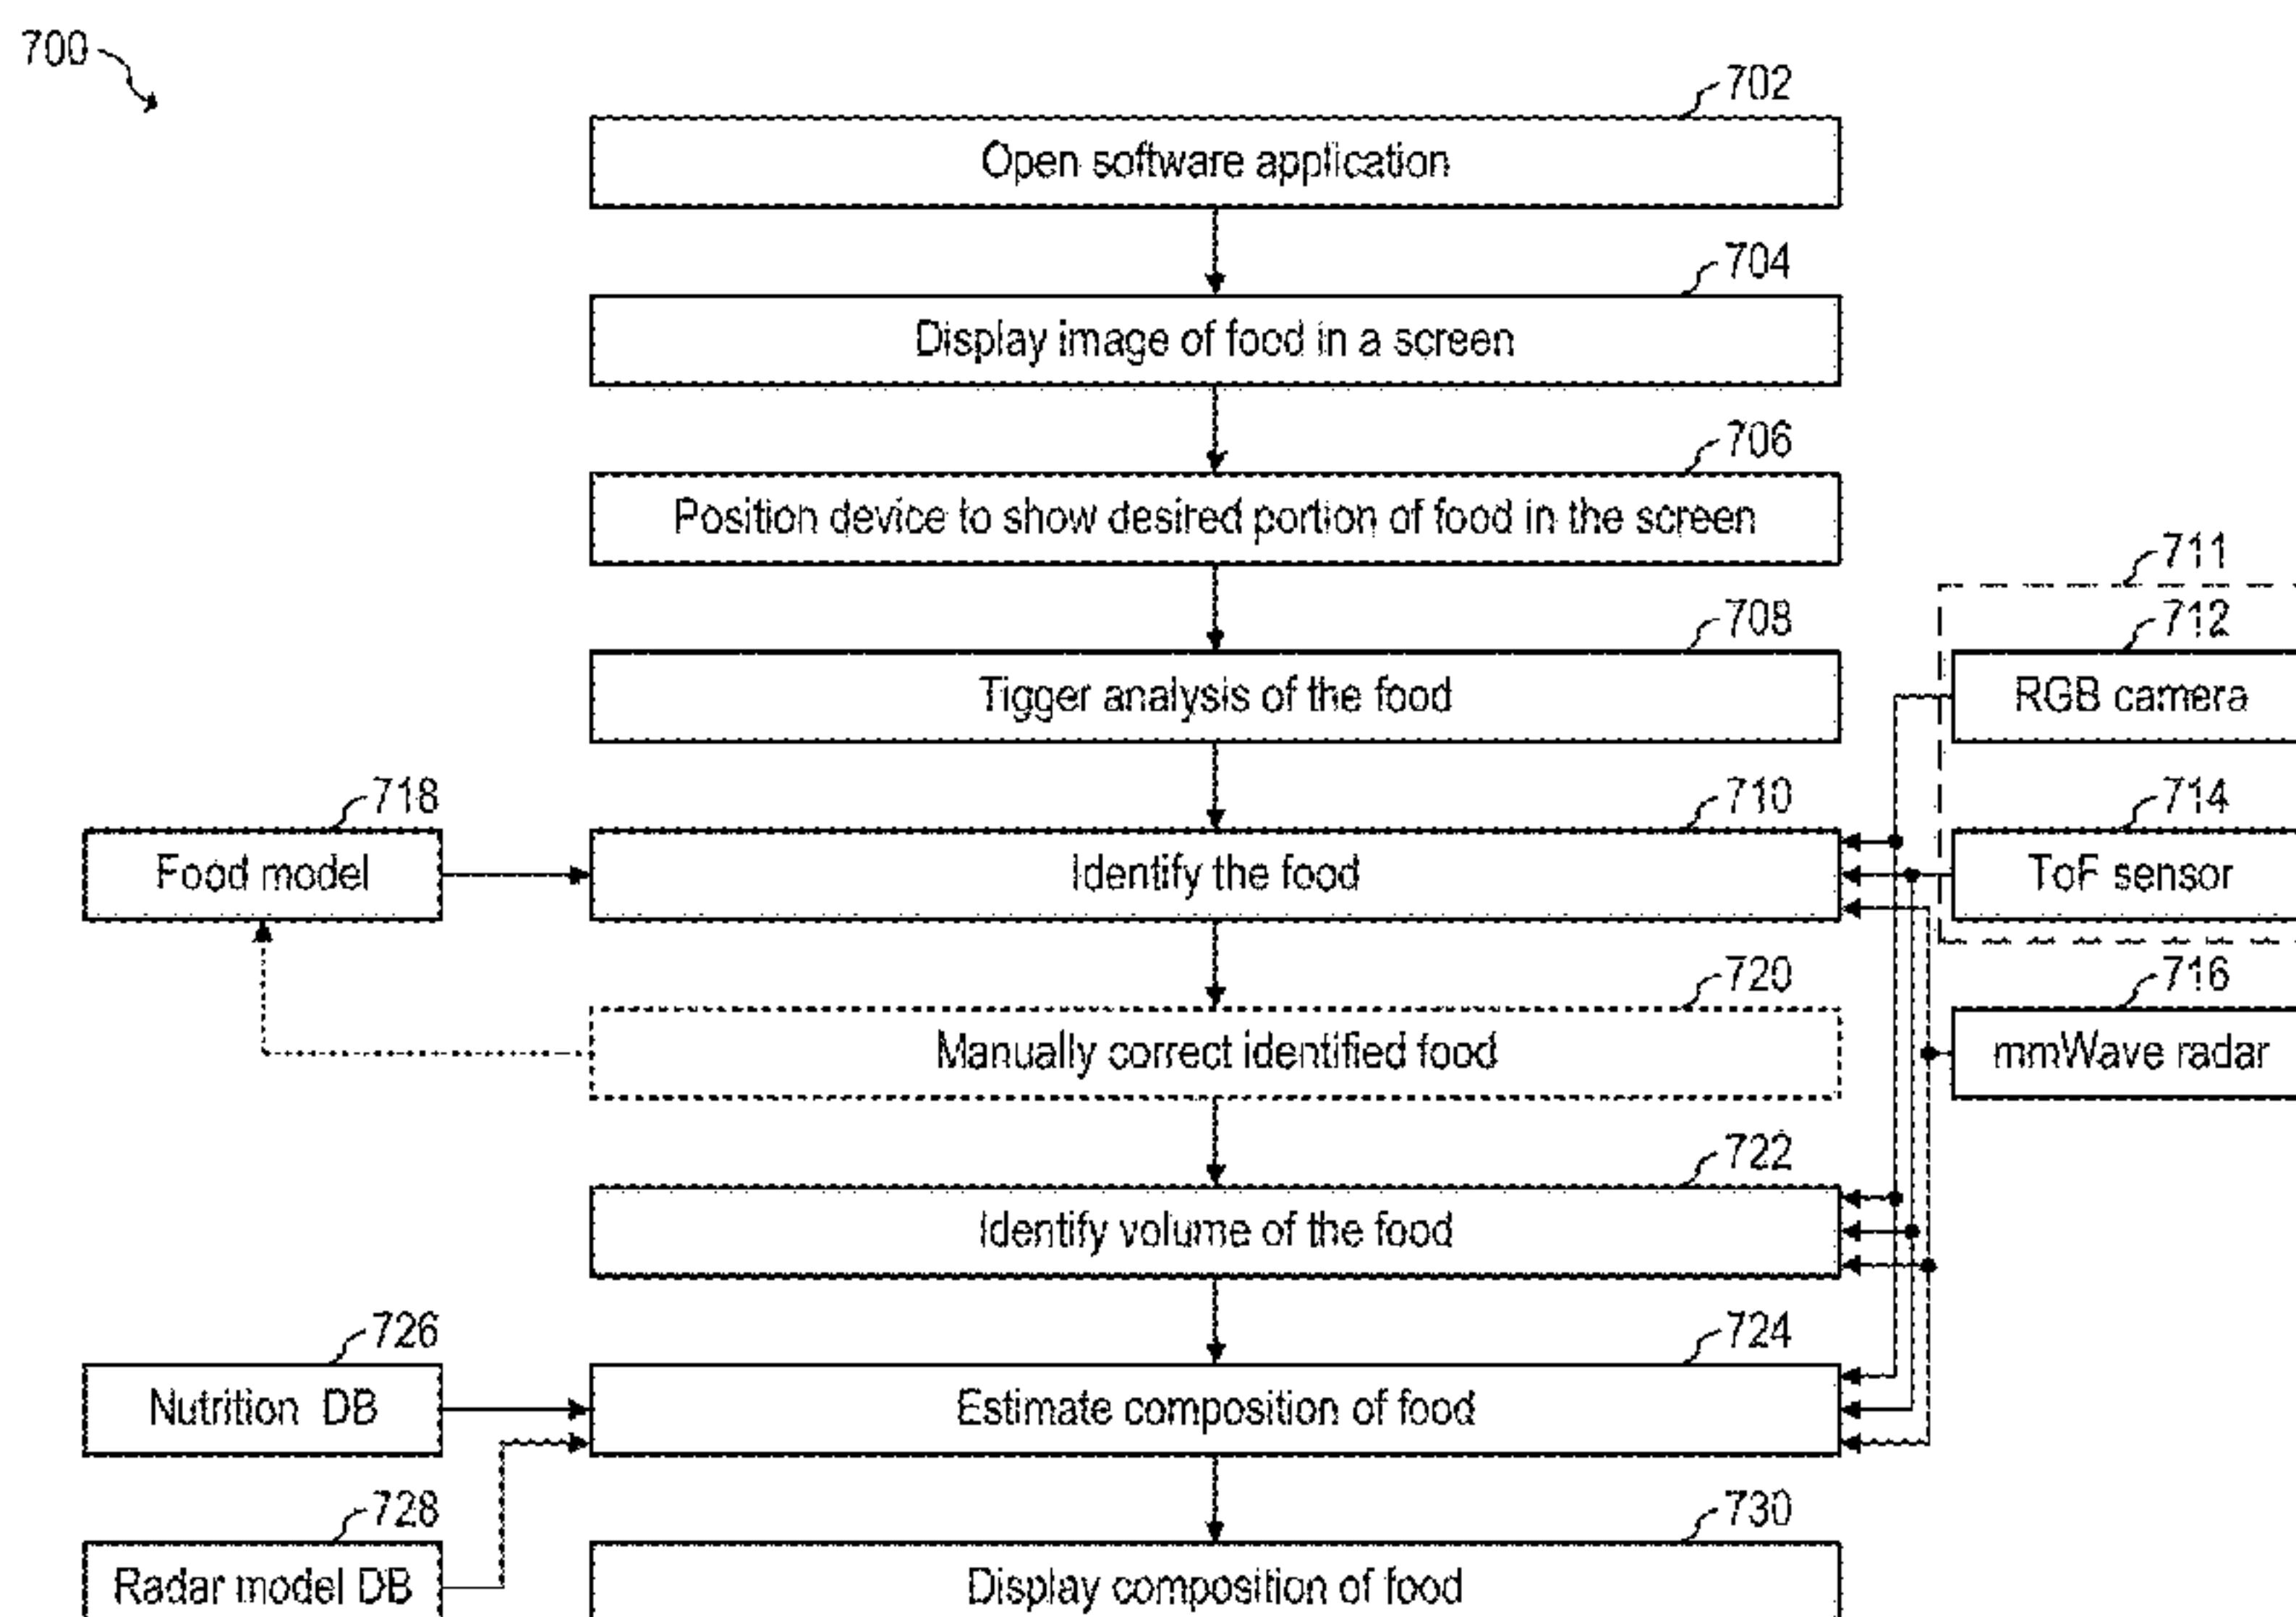 700
702
Open software application
704
Display image of food in a screen
706
Position device to show desired portion of food in the screen
711
708
712
Tigger analysis of the food
RGB camera
718
710
714
Food model
Identify the food
ToF sensor
720
716
Manually correct identified food
mmWave radar
722
Identify volume of the food
726
724
Nutrition DB
Estimate composition of food
728
730
Radar model DB
Display composition of food